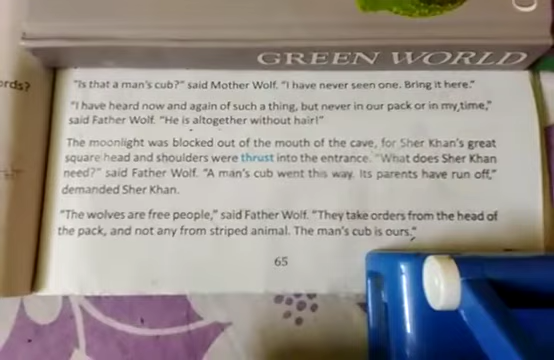 GREEN WORLD
ords?
"Is that a man's cub?" said Mother Wolf. "I have never seen one. Bring it here."
"I have heard now and again of such a thing, but never in our pack or in my time,"
said Father Wolf. "He is altogether without hair!"
The moonlight was blocked out of the mouth of the cave, for Sher Khan's great
square head and shoulders were thrust into the entrance. "What does Sher Khan
need?" said Father Wolf. "A man's cub went this way. Its parents have run off,"
demanded Sher Khan.
"The wolves are free people," said Father Wolf. "They take orders from the head of
the pack, and not any from striped animal. The man's cub is ours."
65